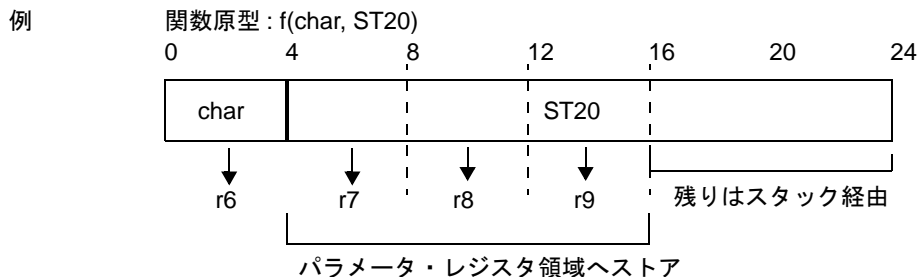 例 関数原型 : f(char, ST20)
0 4 8 12 16 20 24
char ST20
r6 r7 r8 r9 残りはスタック経由
パラメータ・レジスタ領域へストア